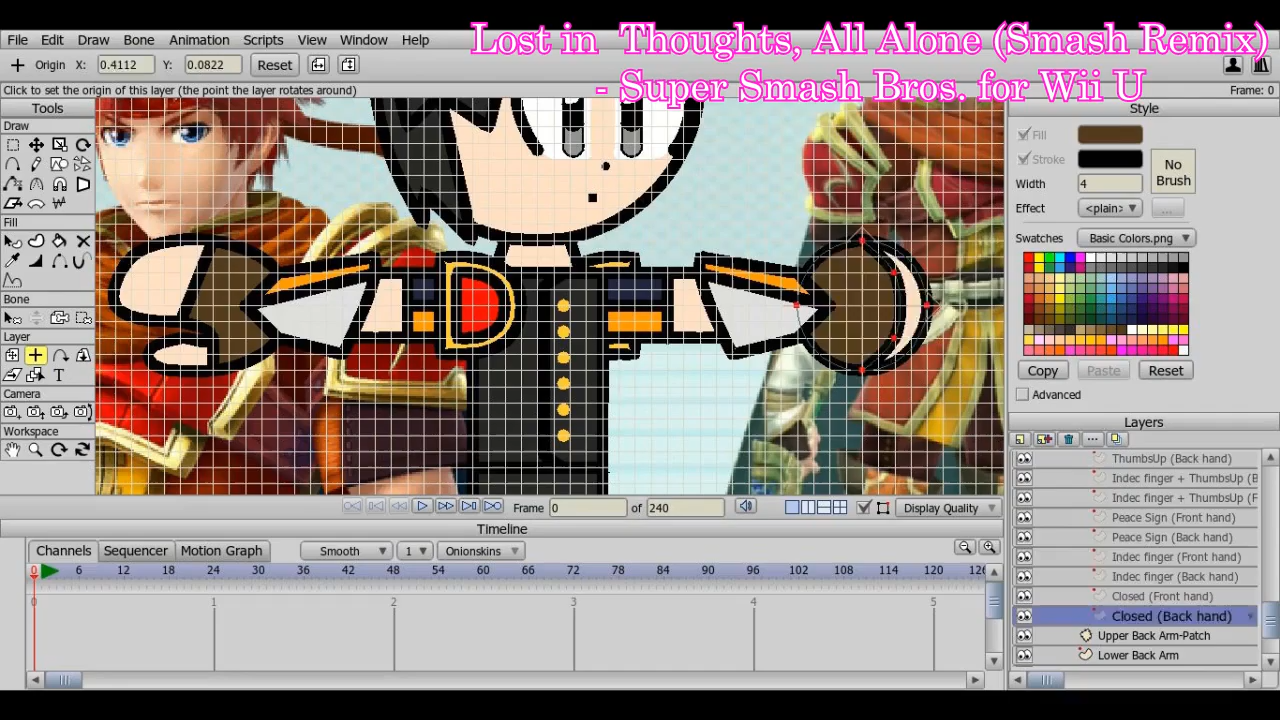 Lost in Thoughts, All Alone (Smash Remix)
- Super Smash Bros. for Wii U
File Edit Draw Bone Animation Scripts View Window Help
Origin X: 0.4112 Y: 0.0822 Reset
Click to set the origin of this layer (the point the layer rotates around)
Frame: 0
Tools
Draw
Fill
Bone
Layer
Camera
Workspace
Style
Fill
Stroke
No Brush
Width 4
Effect <plain> ...
Swatches Basic Colors.png
Copy Paste Reset
Advanced
Layers
ThumbsUp (Back hand)
Indec finger + ThumbsUp (B
Indec finger + ThumbsUp (F
Peace Sign (Front hand)
Peace Sign (Back hand)
Indec finger (Front hand)
Indec finger (Back hand)
Closed (Front hand)
Closed (Back hand)
Upper Back Arm-Patch
Lower Back Arm
Frame 0 of 240 Display Quality
Timeline
Channels Sequencer Motion Graph Smooth 1 Onionskins
0 6 12 18 24 30 36 42 48 54 60 66 72 78 84 90 96 102 108 114 120 126
0 1 2 3 4 5